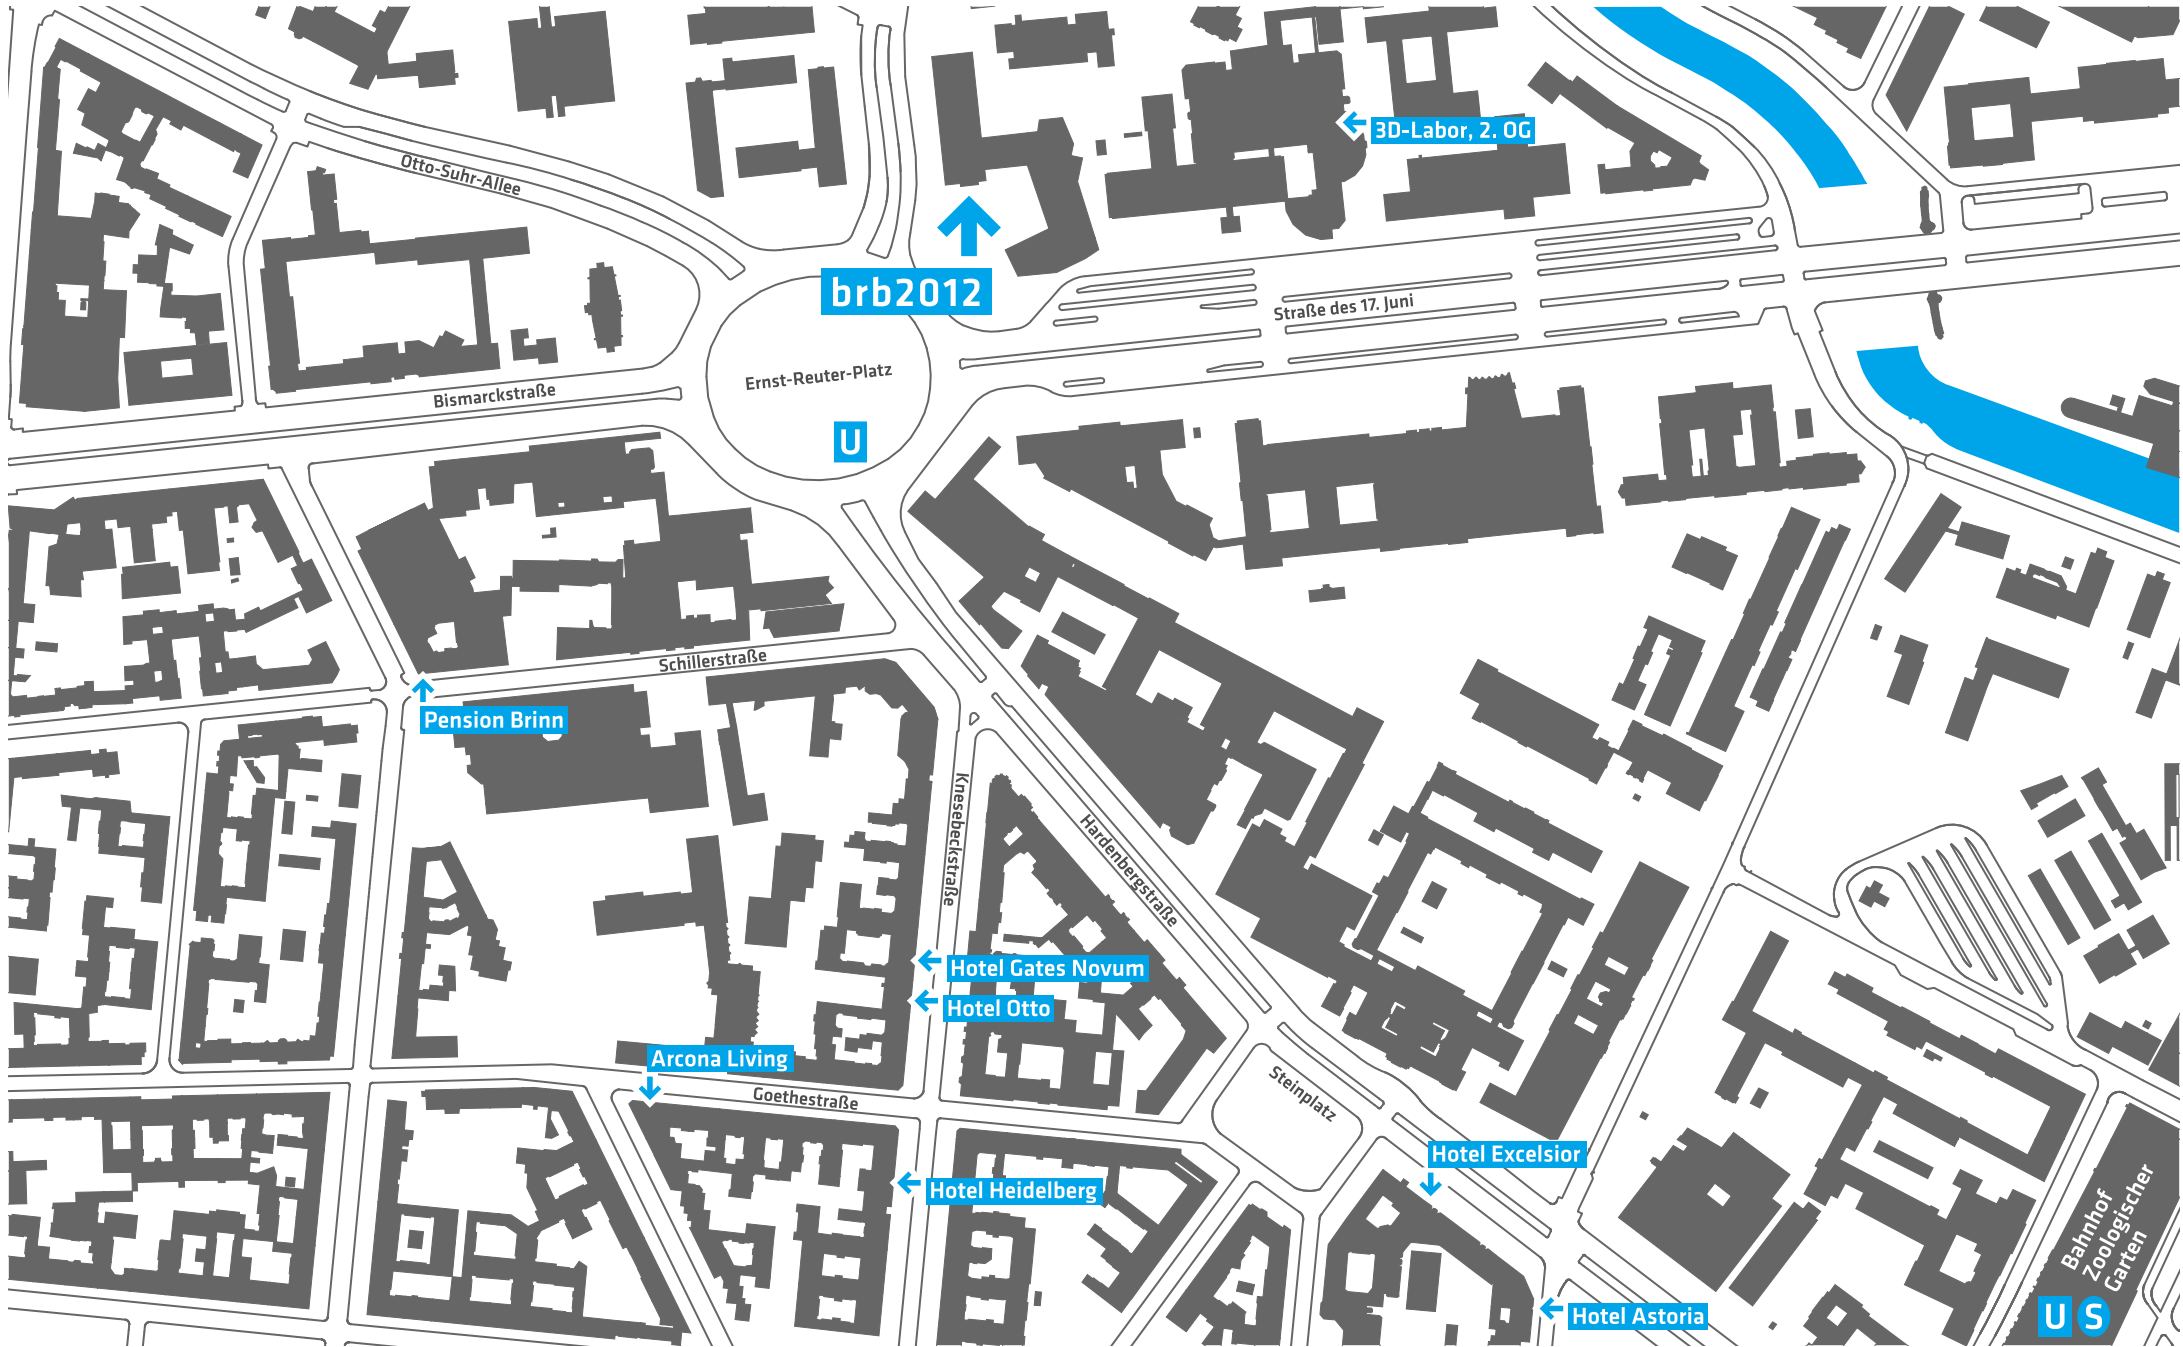 3D-Labor, 2. OG
Otto-Suhr-Allee
brb2012
Straße des 17. Juni
Ernst-Reuter-Platz
Bismarckstraße
U
Schillerstraße
Pension Brinn
Knesebeckstraße
Hardenbergstraße
Hotel Gates Novum
Hotel Otto
Arcona Living
Goethestraße
Steinplatz
Hotel Excelsior
Hotel Heidelberg
Bahnhof
Zoologischer
Garten
Hotel Astoria
U S